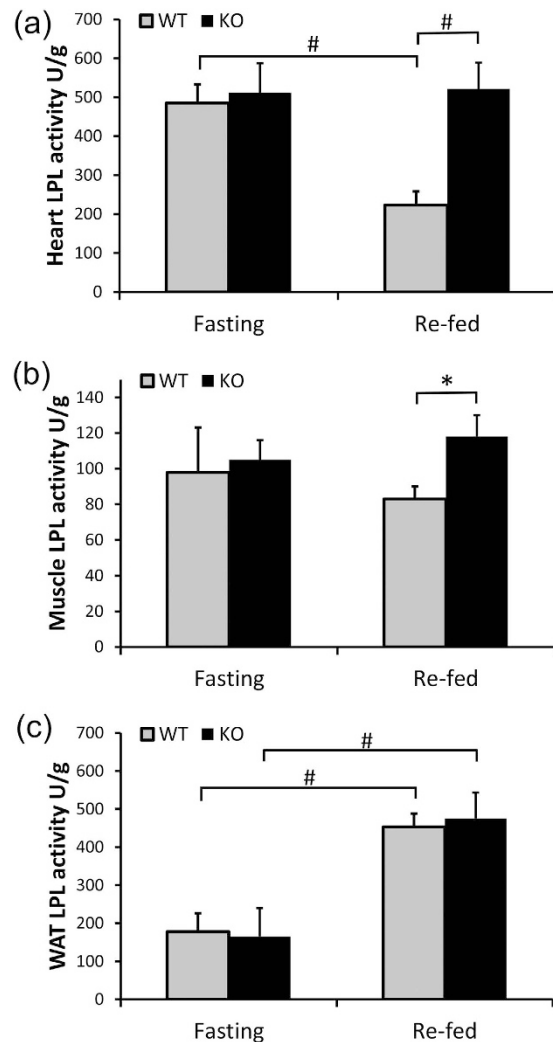 (a)
Heart LPL activity U/g
700
600
500
400
300
200
100
0
WT KO
#
#
Fasting Re-fed
(b)
Muscle LPL activity U/g
140
120
100
80
60
40
20
0
WT KO
*
Fasting Re-fed
(c)
WAT LPL activity U/g
700
600
500
400
300
200
100
0
WT KO
#
#
Fasting Re-fed